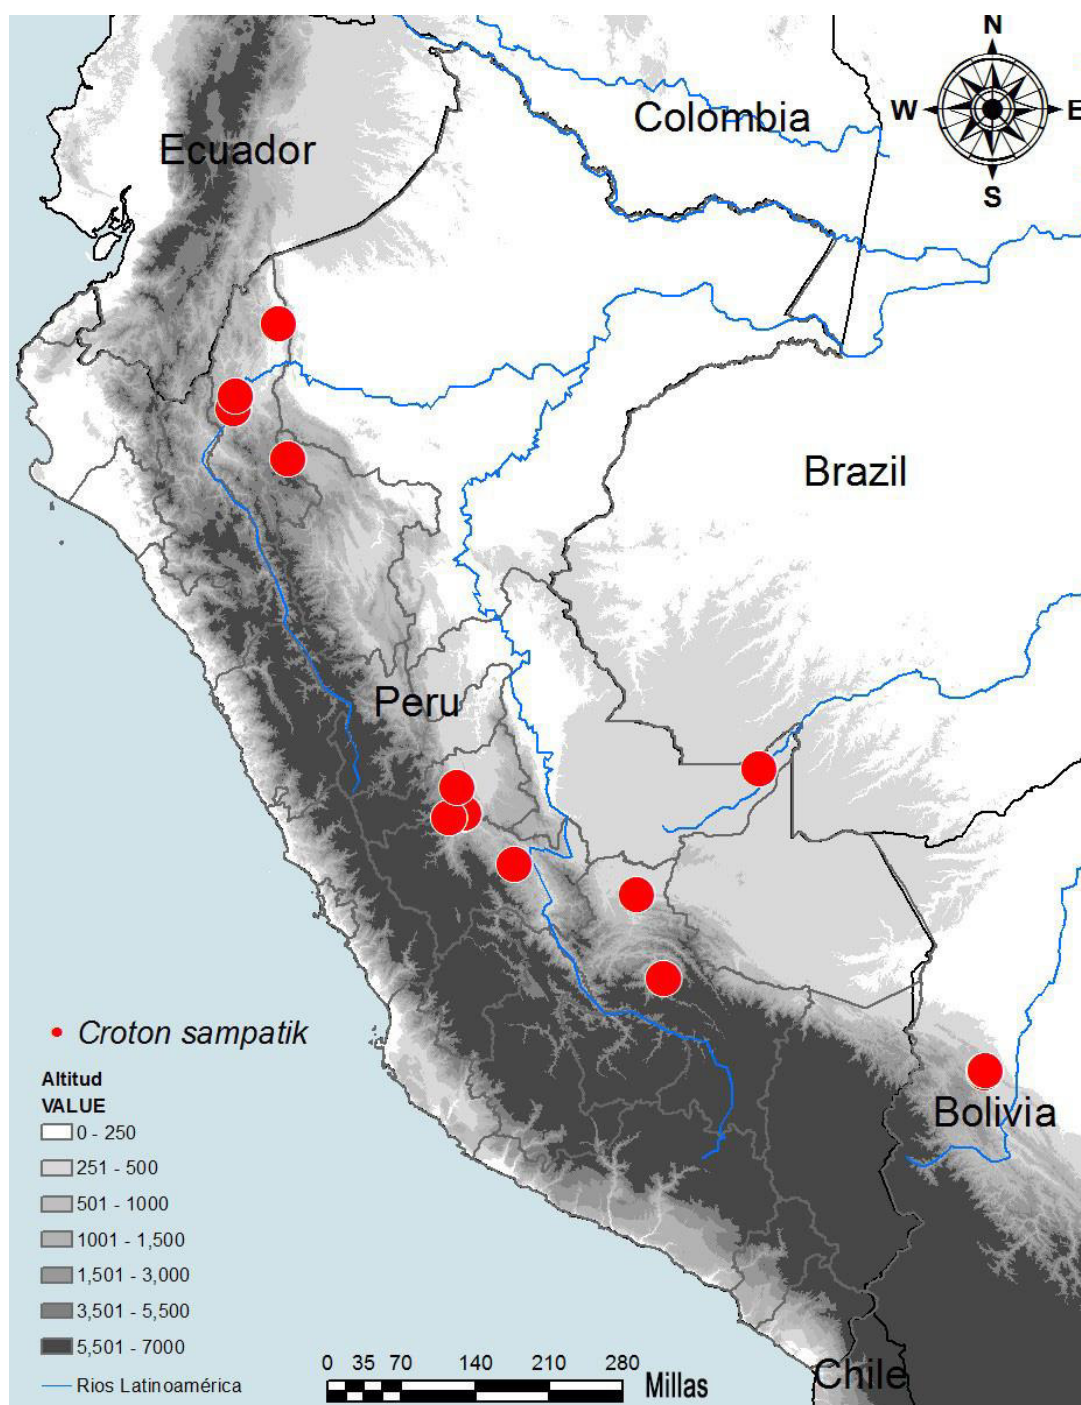 N
Colombia
W
E
Ecuador
S
Brazil
Peru
Croton sampatik
Altitud
VALUE
0 - 250
251 - 500
501 - 1000
1001 - 1,500
1,501 - 3,000
3,501 - 5,500
5,501 - 7000
Rios Latinoamérica
Bolivia
0 35 70 140 210 280
Millas
Chile